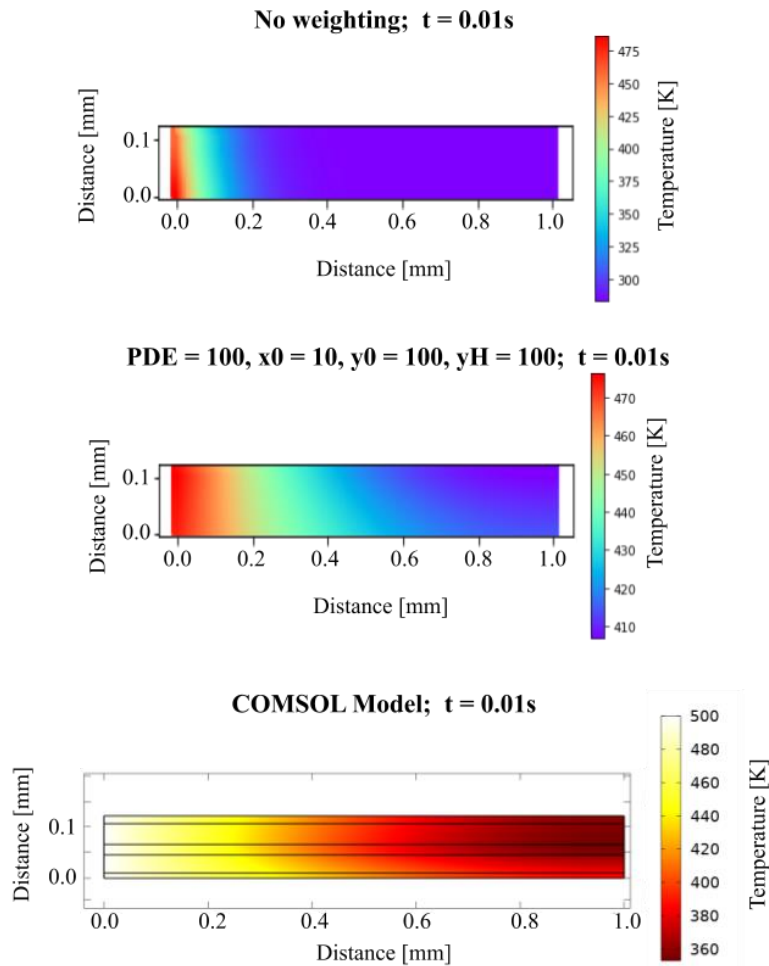 No weighting; t = 0.01s
475
450
425
400
375
350
325
300
Temperature [K]
Distance [mm]
0.1
0.0
0.0 0.2 0.4 0.6 0.8 1.0
Distance [mm]
PDE = 100, x0 = 10, y0 = 100, yH = 100; t = 0.01s
470
460
450
440
430
420
410
Temperature [K]
Distance [mm]
0.1
0.0
0.0 0.2 0.4 0.6 0.8 1.0
Distance [mm]
COMSOL Model; t = 0.01s
500
480
460
440
420
400
380
360
Temperature [K]
Distance [mm]
0.1
0.0
0.0 0.2 0.4 0.6 0.8 1.0
Distance [mm]